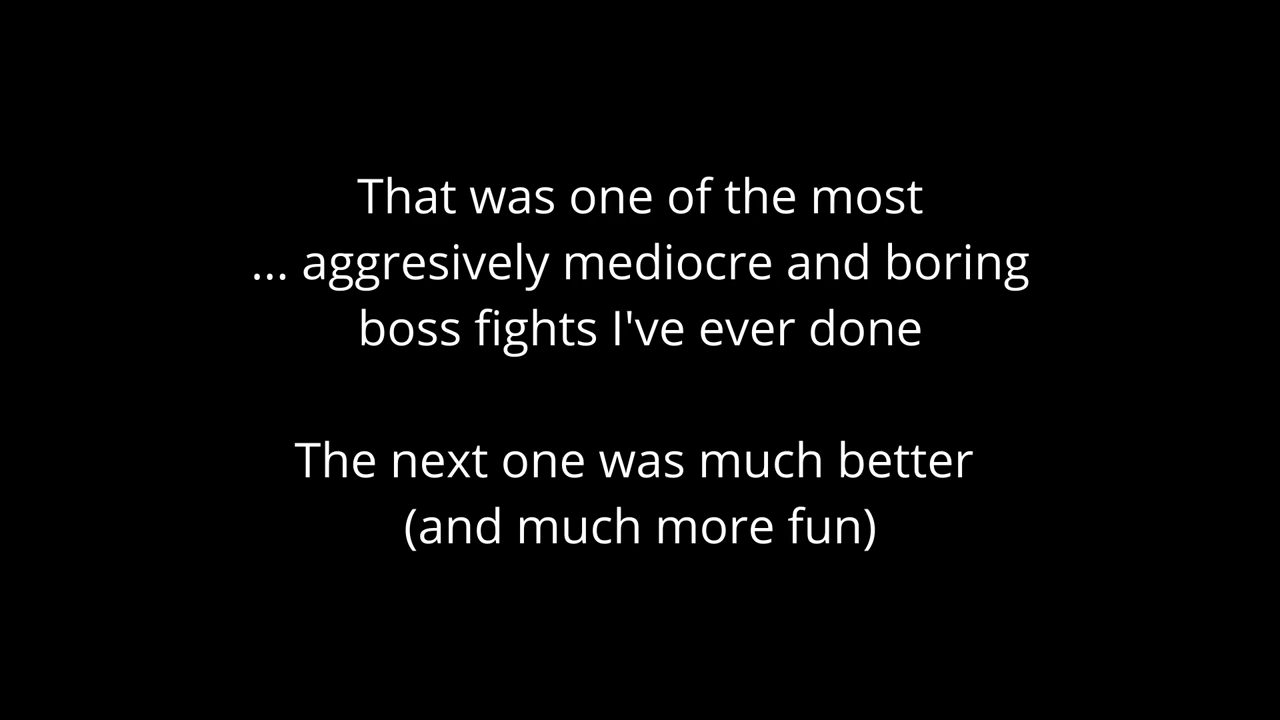 That was one of the most
... aggresively mediocre and boring
boss fights I've ever done
The next one was much better
(and much more fun)